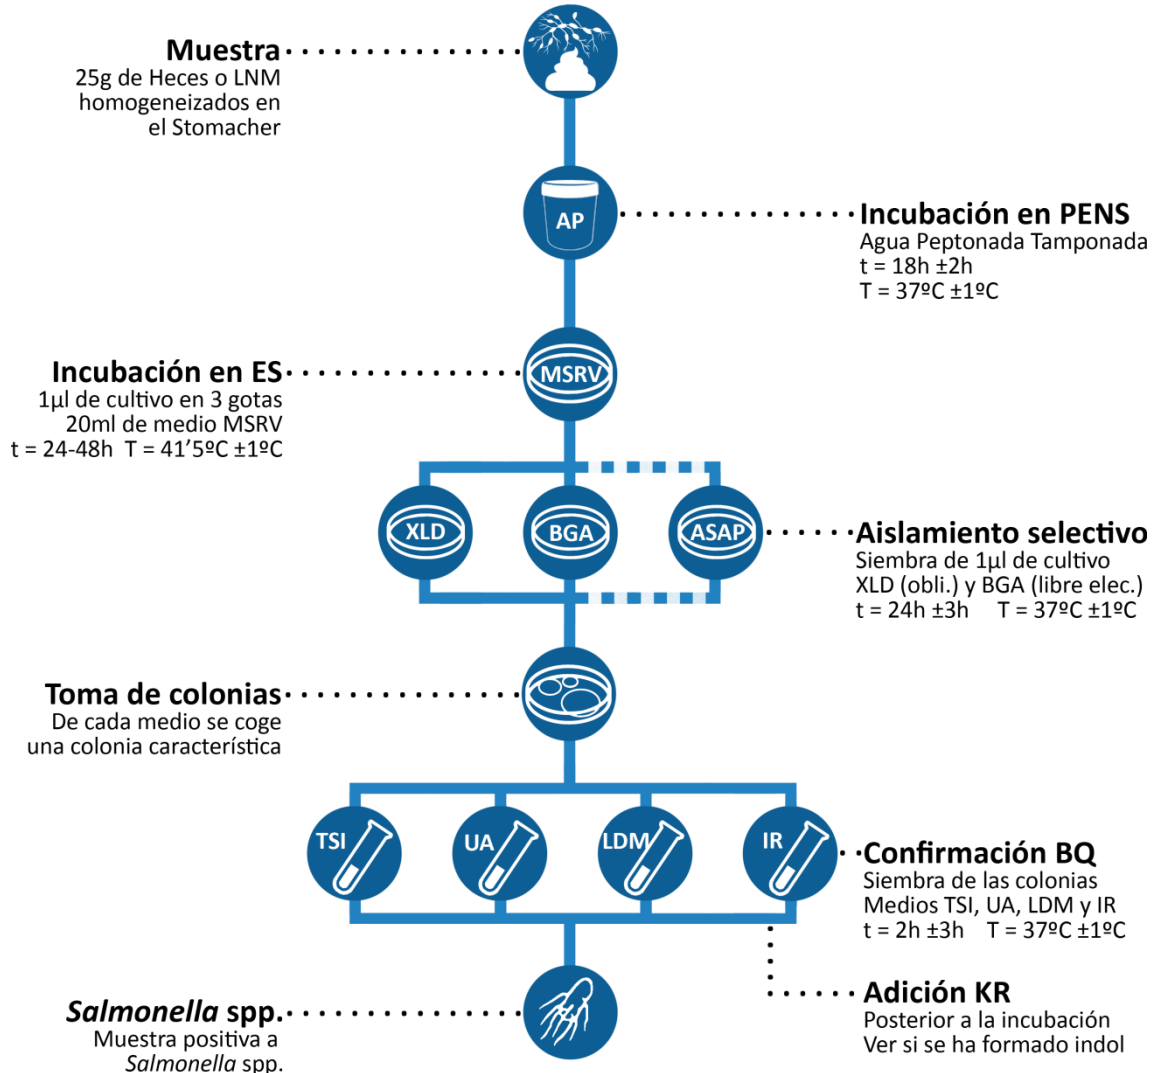 Muestra
25g de Heces o LNM
homogeneizados en
el Stomacher
AP
Incubación en PENS
Agua Peptonada Tamponada
t = 18h ±2h
T = 37ºC ±1ºC
MSRV
Incubación en ES
1µl de cultivo en 3 gotas
20ml de medio MSRV
t = 24-48h T = 41'5ºC ±1ºC
XLD
BGA
ASAP
Aislamiento selectivo
Siembra de 1µl de cultivo
XLD (obli.) y BGA (libre elec.)
t = 24h ±3h T = 37ºC ±1ºC
Toma de colonias
De cada medio se coge
una colonia característica
TSI
UA
LDM
IR
Confirmación BQ
Siembra de las colonias
Medios TSI, UA, LDM y IR
t = 2h ±3h T = 37ºC ±1ºC
Adición KR
Posterior a la incubación
Ver si se ha formado indol
Salmonella spp.
Muestra positiva a
Salmonella spp.